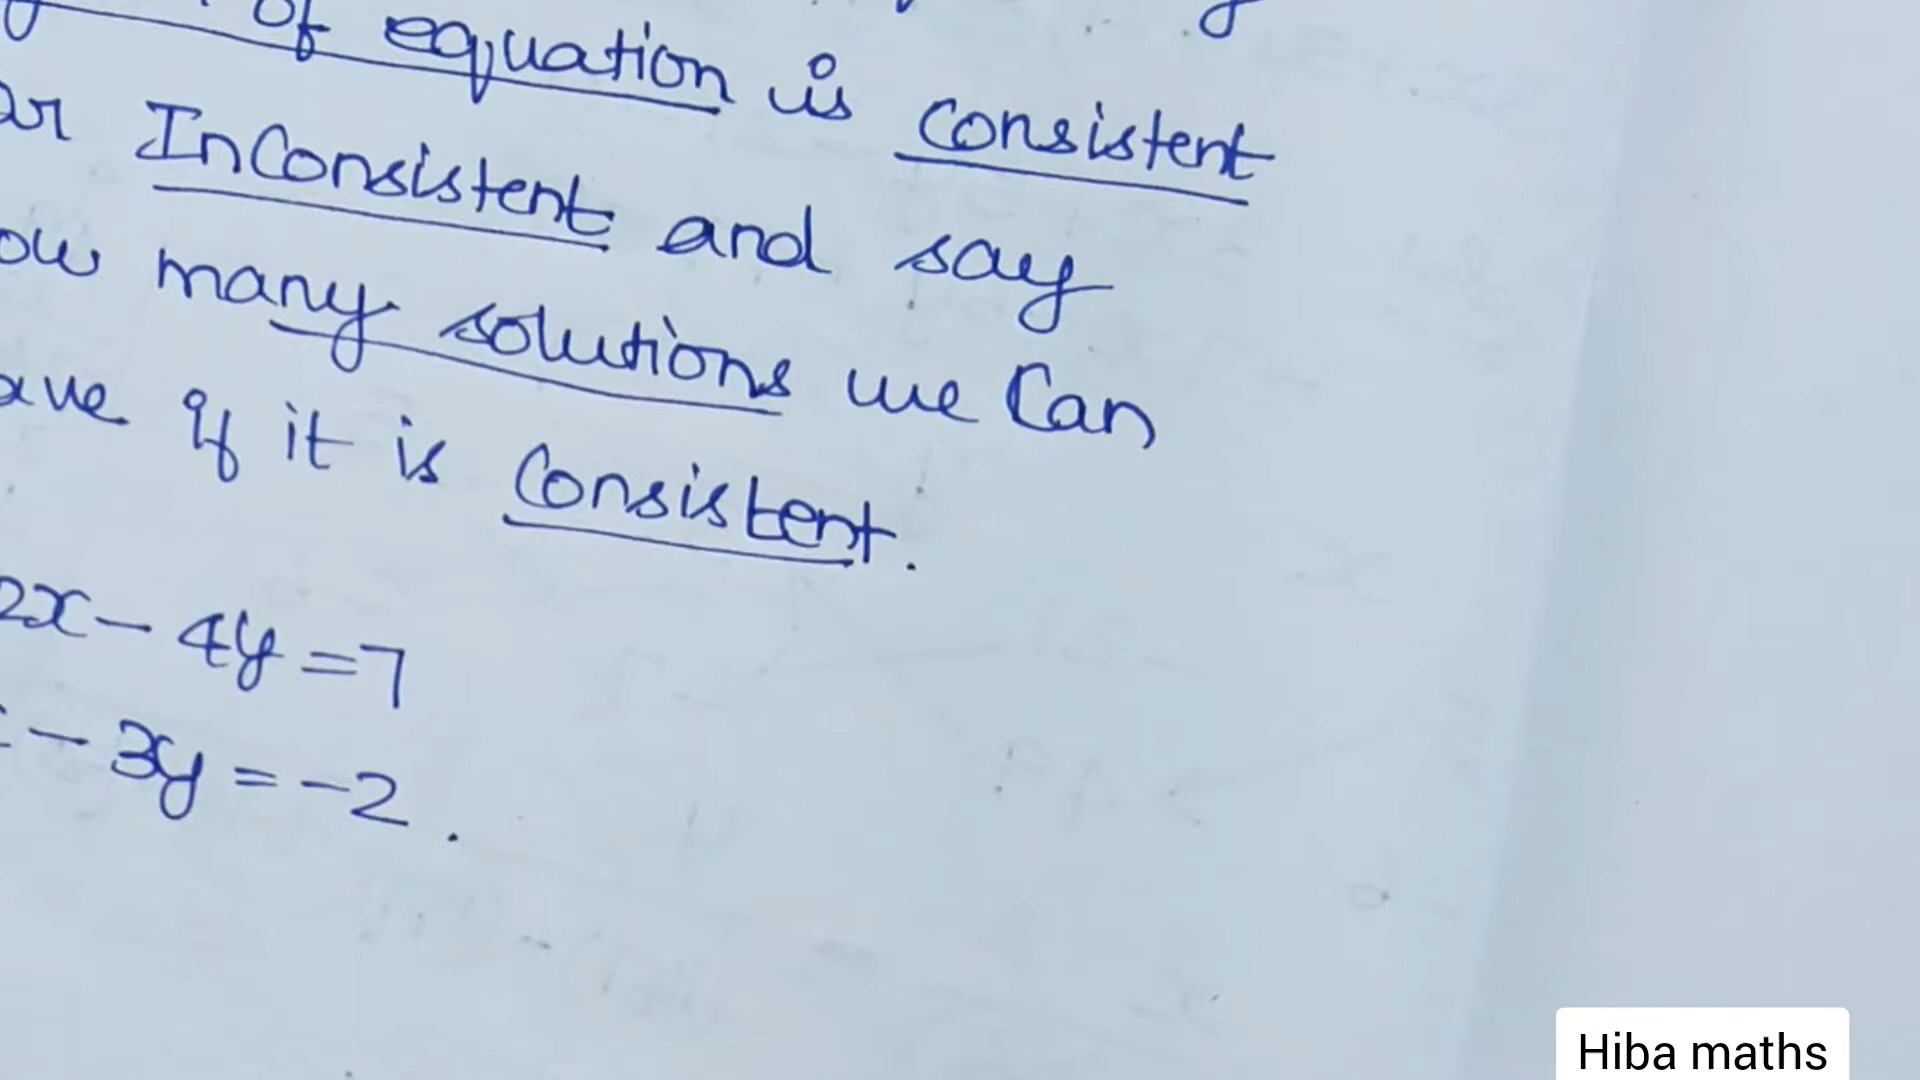 of equation is consistent
InConsistent and say
many solutions we Can
if it is Consistent.
2x - 4y = 7
- 3y = -2.
Hiba maths